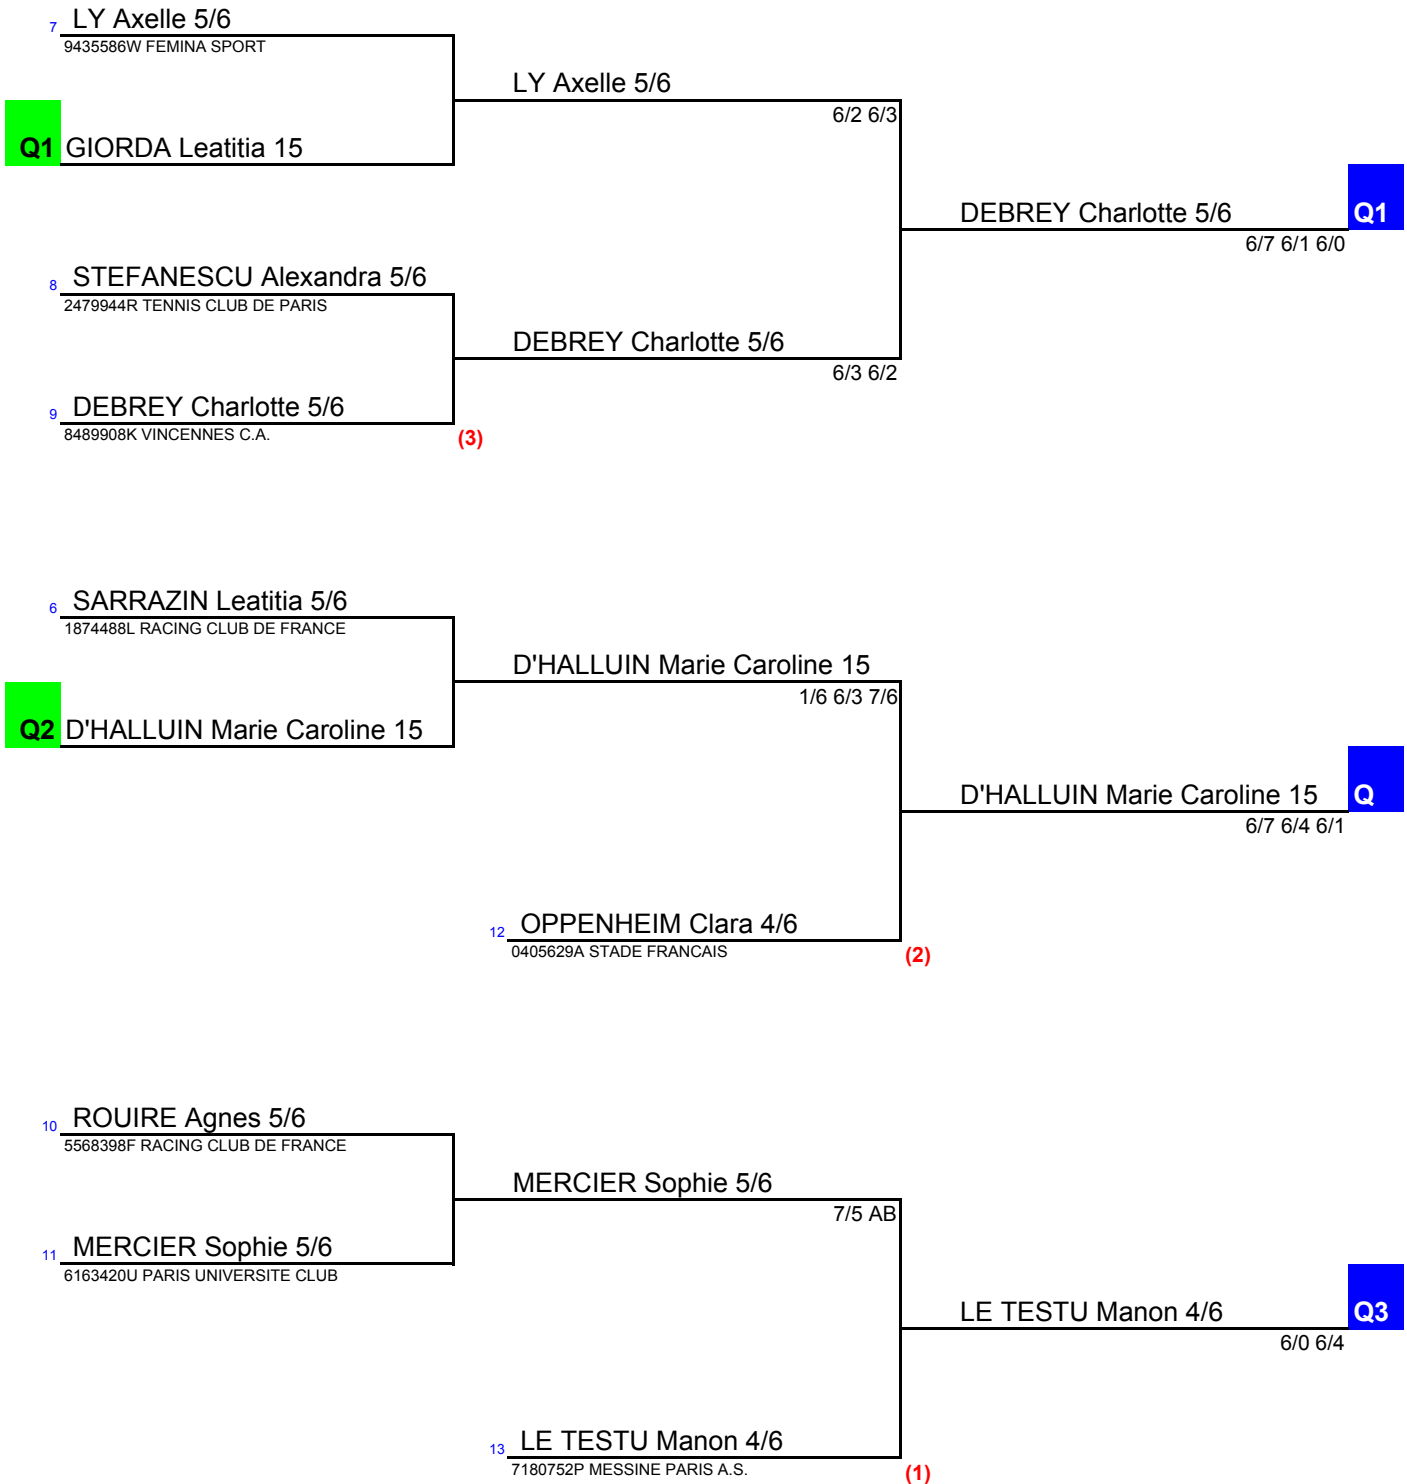 7 LY Axelle 5/6
9435586W FEMINA SPORT
LY Axelle 5/6
6/2 6/3
Q1 GIORDA Leatitia 15
DEBREY Charlotte 5/6 Q1
6/7 6/1 6/0
8 STEFANESCU Alexandra 5/6
2479944R TENNIS CLUB DE PARIS
DEBREY Charlotte 5/6
6/3 6/2
9 DEBREY Charlotte 5/6
8489908K VINCENNES C.A.
(3)
6 SARRAZIN Leatitia 5/6
1874488L RACING CLUB DE FRANCE
D'HALLUIN Marie Caroline 15
1/6 6/3 7/6
Q2 D'HALLUIN Marie Caroline 15
D'HALLUIN Marie Caroline 15 Q
6/7 6/4 6/1
12 OPPENHEIM Clara 4/6
0405629A STADE FRANCAIS
(2)
10 ROUIRE Agnes 5/6
5568398F RACING CLUB DE FRANCE
MERCIER Sophie 5/6
7/5 AB
11 MERCIER Sophie 5/6
6163420U PARIS UNIVERSITE CLUB
LE TESTU Manon 4/6 Q3
6/0 6/4
13 LE TESTU Manon 4/6
7180752P MESSINE PARIS A.S.
(1)